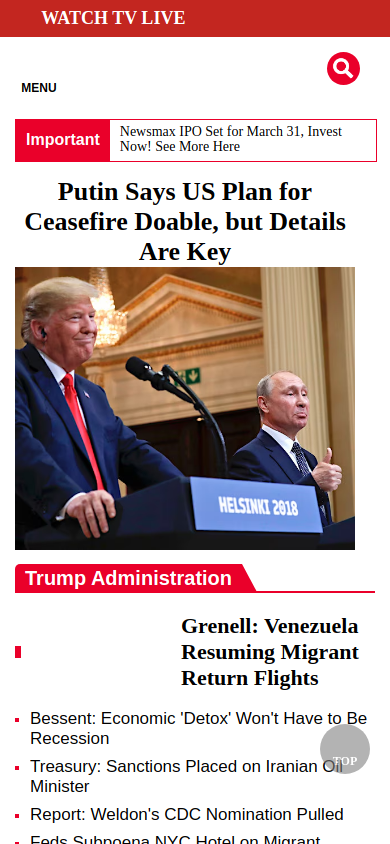 WATCH TV LIVE
MENU
Important
Newsmax IPO Set for March 31, Invest
Now! See More Here
Putin Says US Plan for
Ceasefire Doable, but Details
Are Key
HELSINKI 2018
Trump Administration
Grenell: Venezuela
Resuming Migrant
Return Flights
Bessent: Economic 'Detox' Won't Have to Be
Recession
Treasury: Sanctions Placed on Iranian Oil
Minister
TOP
Report: Weldon's CDC Nomination Pulled
Feds Subpoena NYC Hotel on Migrant